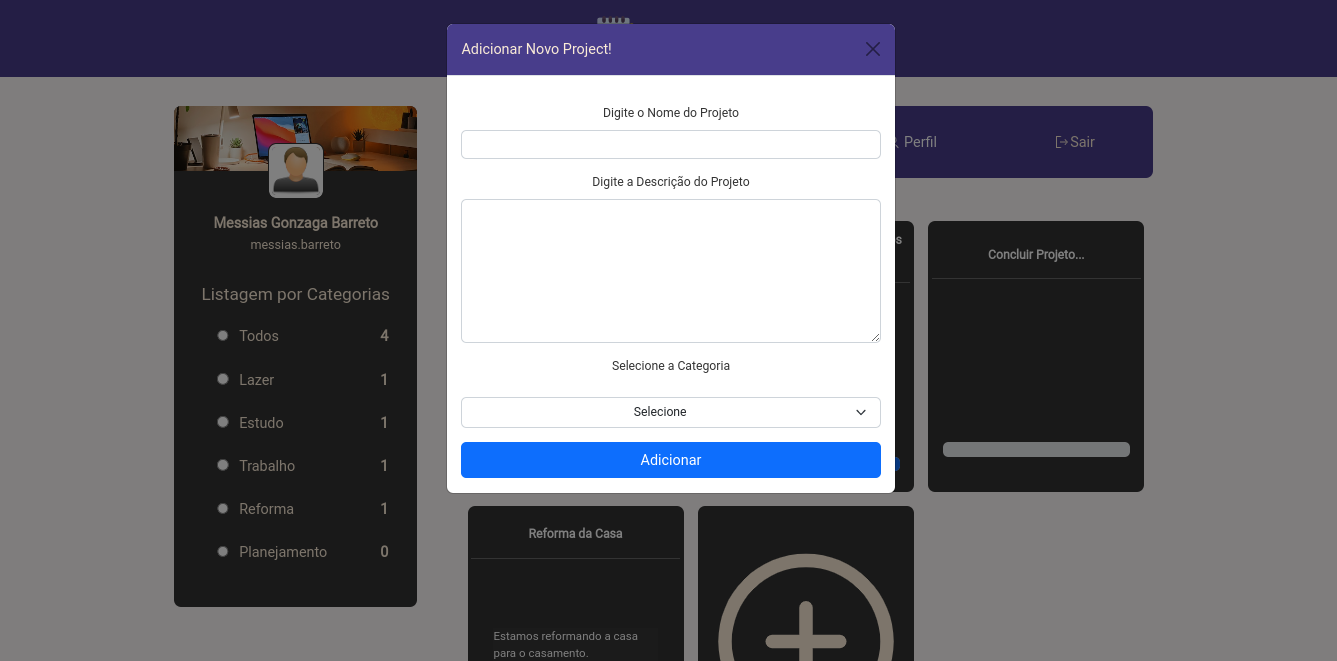 Adicionar Novo Project!
Digite o Nome do Projeto
Digite a Descrição do Projeto
Selecione a Categoria
Selecione
Adicionar
Perfil
Sair
Messias Gonzaga Barreto
messias.barreto
Listagem por Categorias
Todos 4
Lazer 1
Estudo 1
Trabalho 1
Reforma 1
Planejamento 0
s
Concluir Projeto...
Reforma da Casa
Estamos reformando a casa
para o casamento.